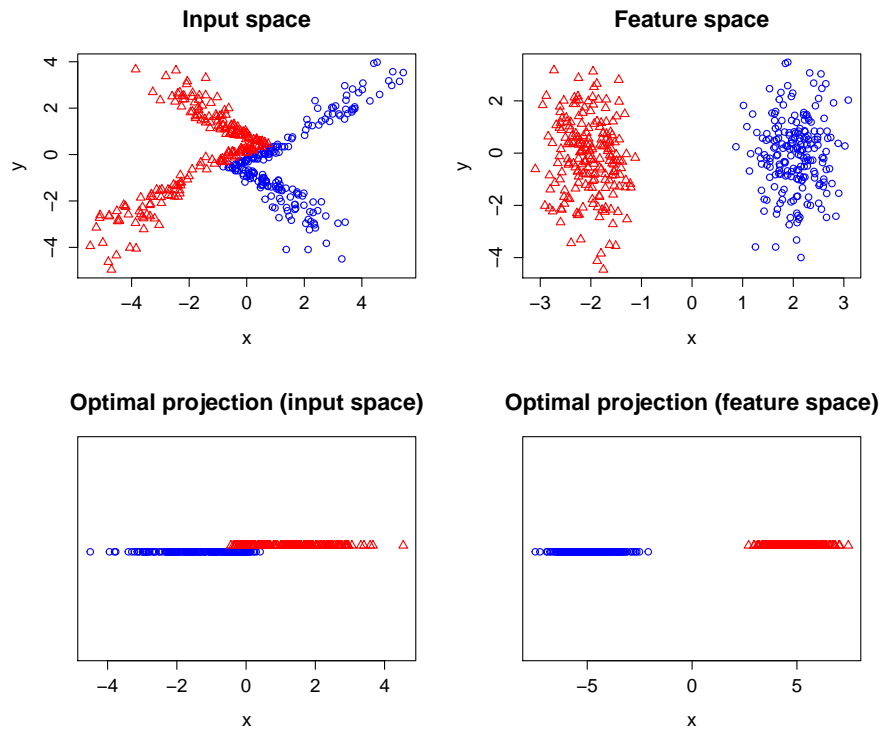 Input space
y
4
2
0
−2
−4
−4
−2
0
2
4
x
Feature space
y
2
0
−2
−4
−3
−2
−1
0
1
2
3
x
Optimal projection (input space)
−4
−2
0
2
4
x
Optimal projection (feature space)
−5
0
5
x